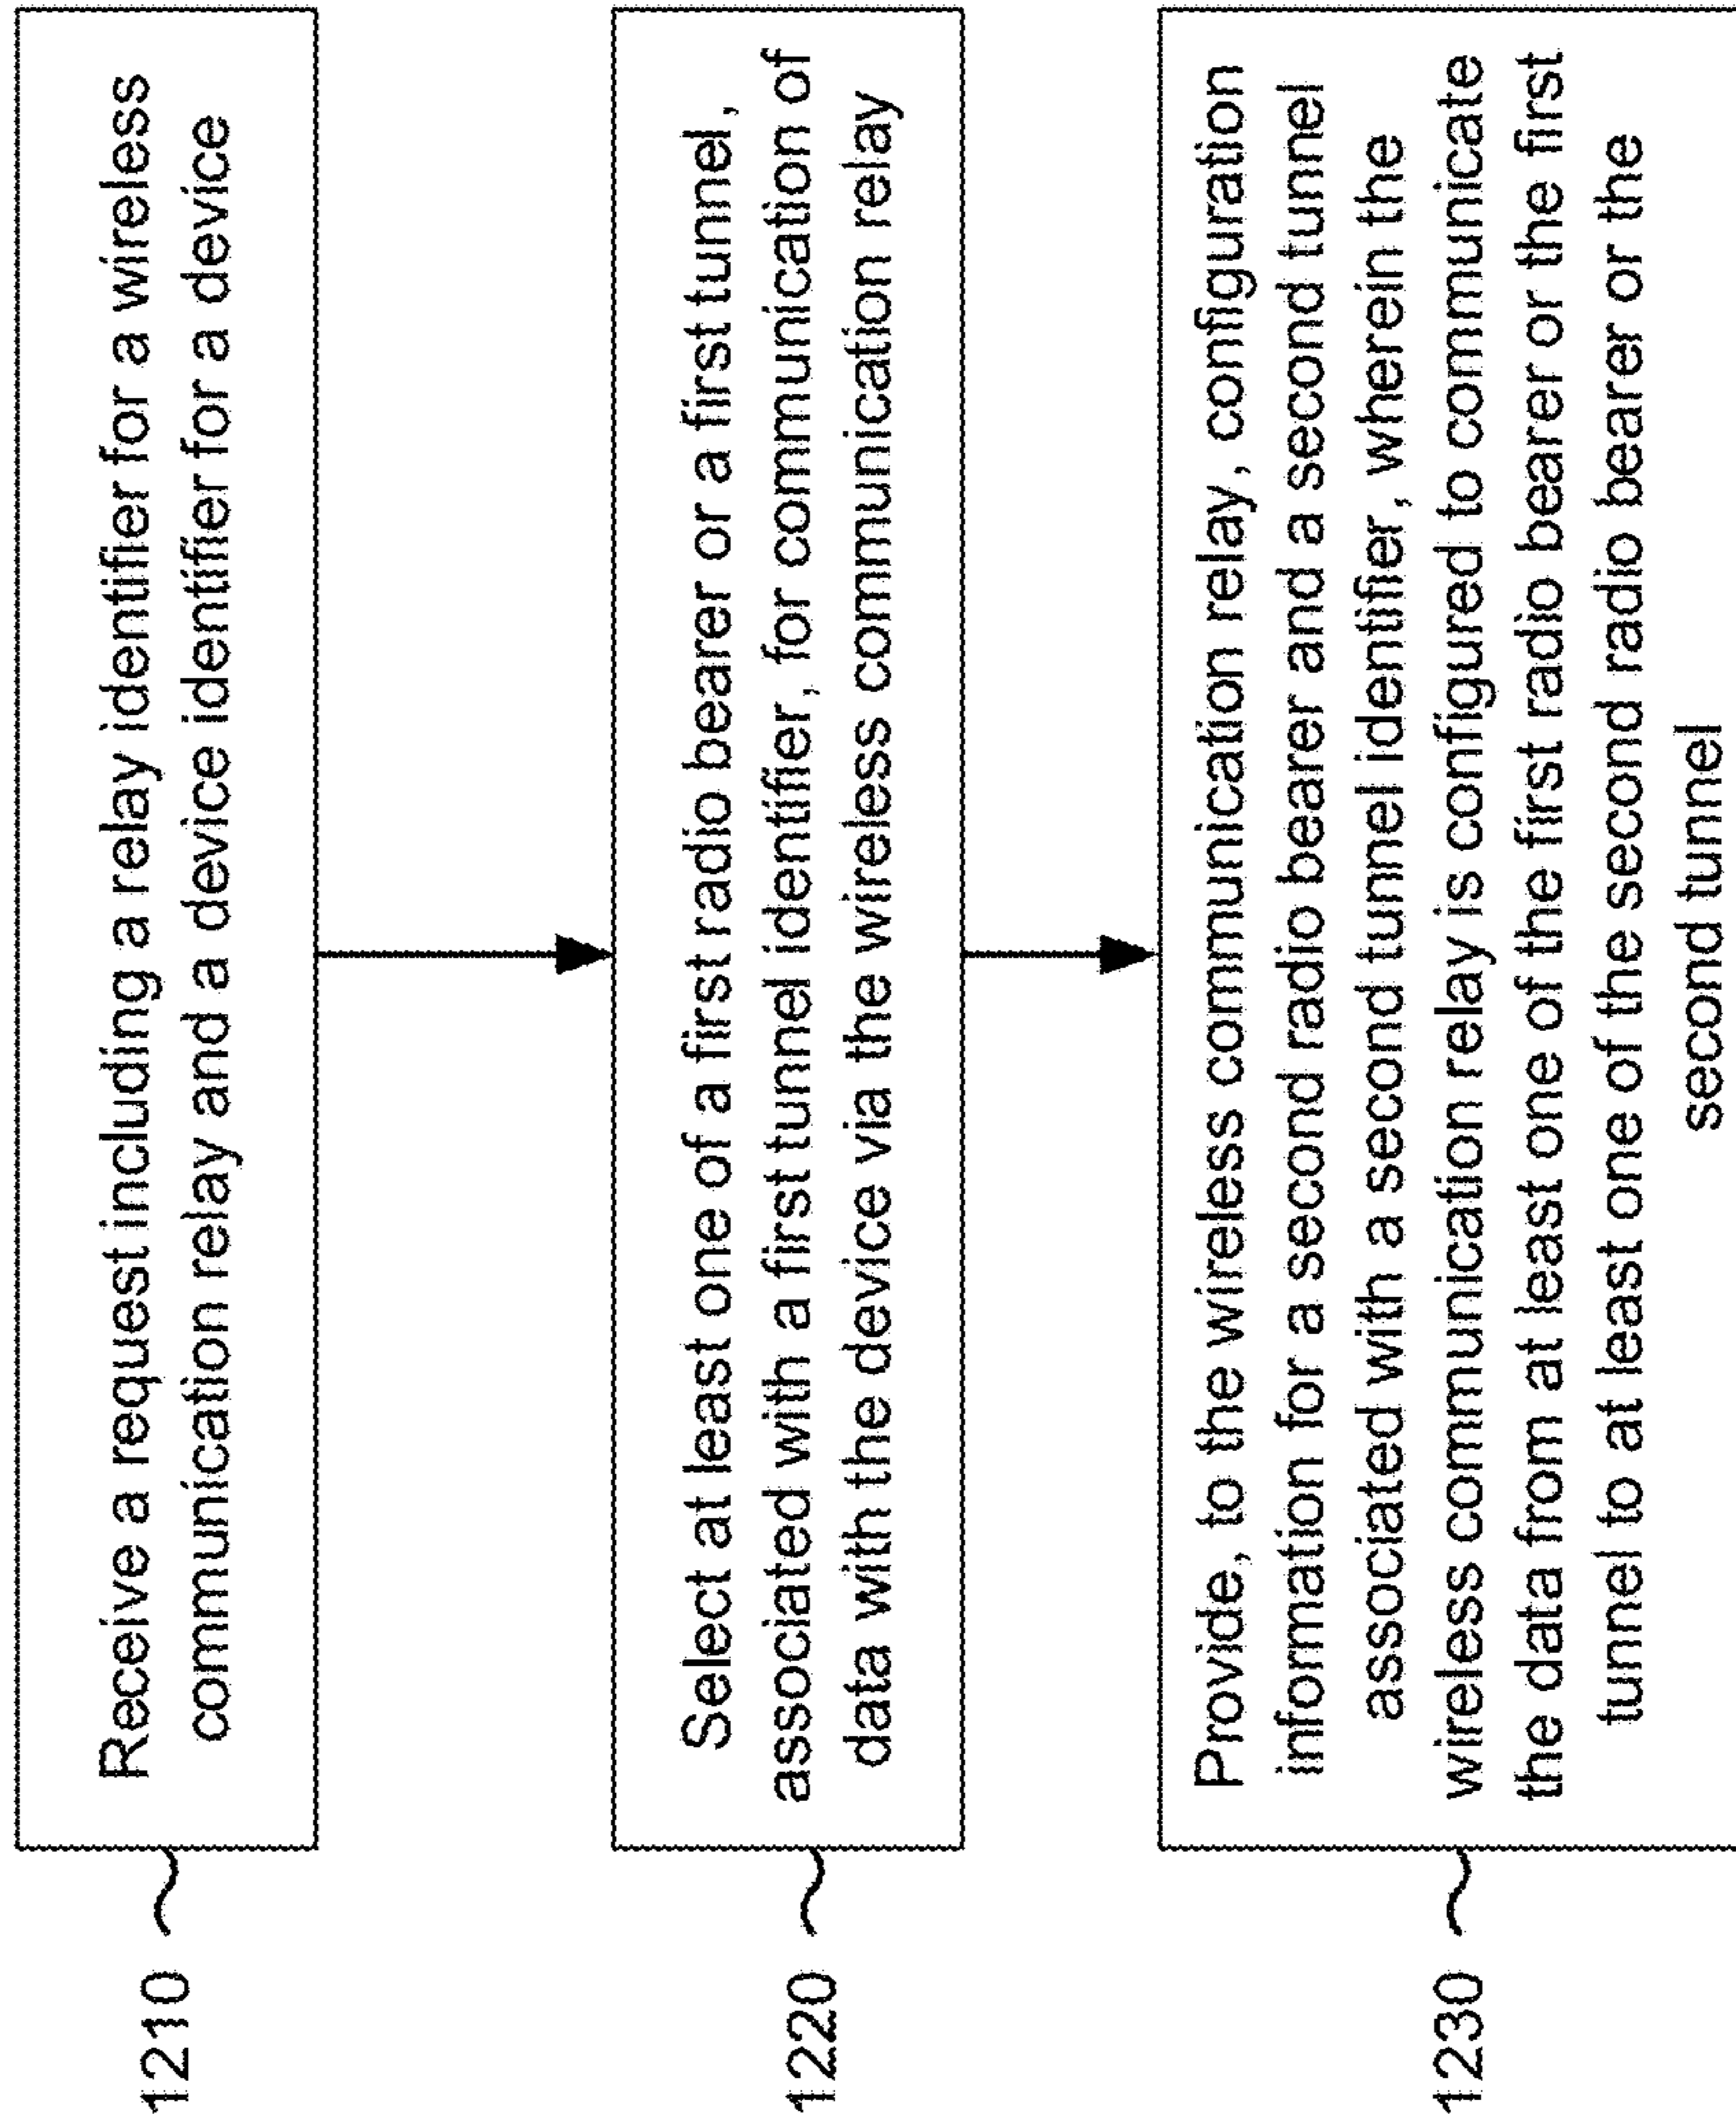 1210
Receive a request including a relay identifier for a wireless
communication relay and a device identifier for a device
1220
Select at least one of a first radio bearer or a first tunnel,
associated with a first tunnel identifier, for communication of
data with the device via the wireless communication relay
1230
Provide, to the wireless communication relay, configuration
information for a second radio bearer and a second tunnel
associated with a second tunnel identifier, wherein the
wireless communication relay is configured to communicate
the data from at least one of the first radio bearer or the first
tunnel to at least one of the second radio bearer or the
second tunnel